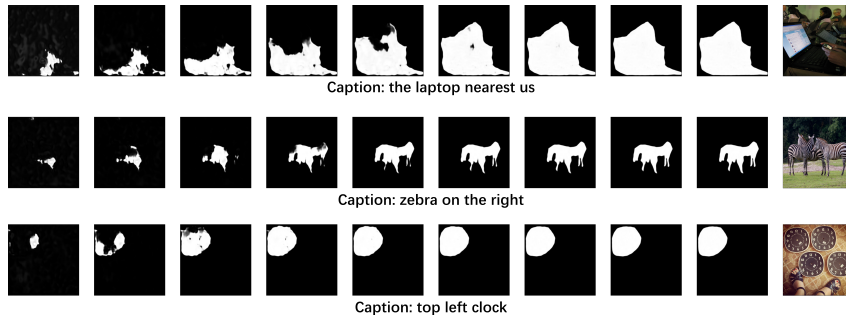 Caption: the laptop nearest us
Caption: zebra on the right
Caption: top left clock